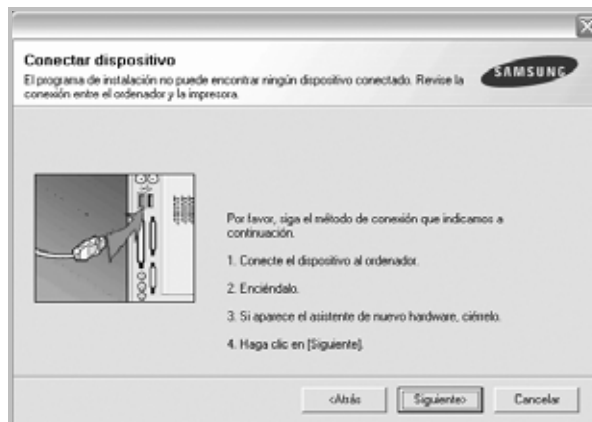 Conectar dispositivo
El programa de instalación no puede encontrar ningún dispositivo conectado. Revise la
conexión entre el ordenador y la impresora.
SAMSUNG
Por favor, siga el método de conexión que indicamos a
continuación.
1. Conecte el dispositivo al ordenador.
2. Enciéndalo.
3. Si aparece el asistente de nuevo hardware, ciérrelo.
4. Haga clic en [Siguiente].
<Atrás
Siguiente>
Cancelar